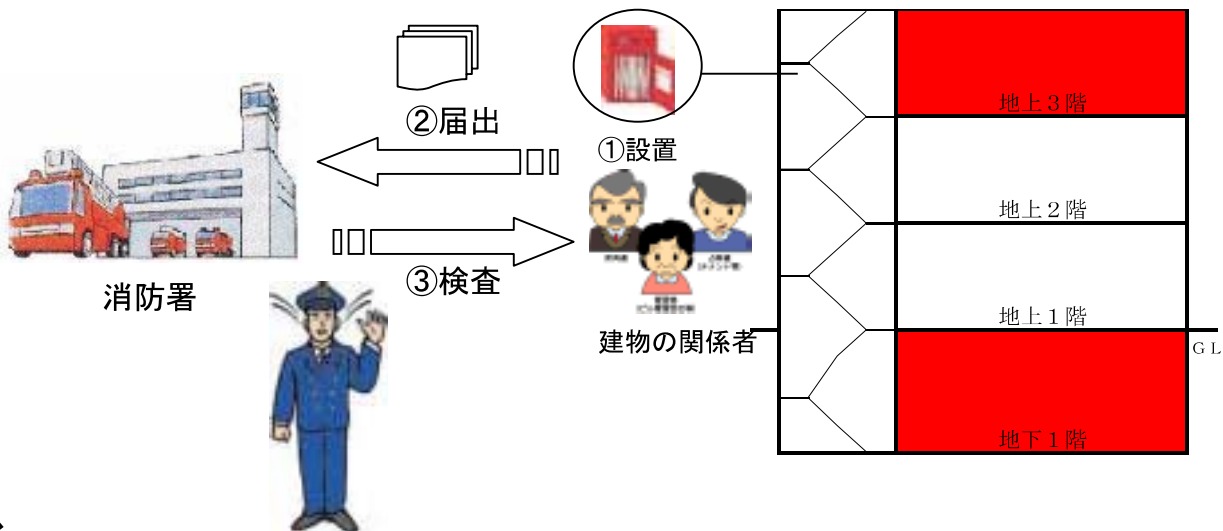 ②届出
①設置
③検査
消防署
建物の関係者
地上３階
地上２階
地上１階
ＧＬ
地下１階